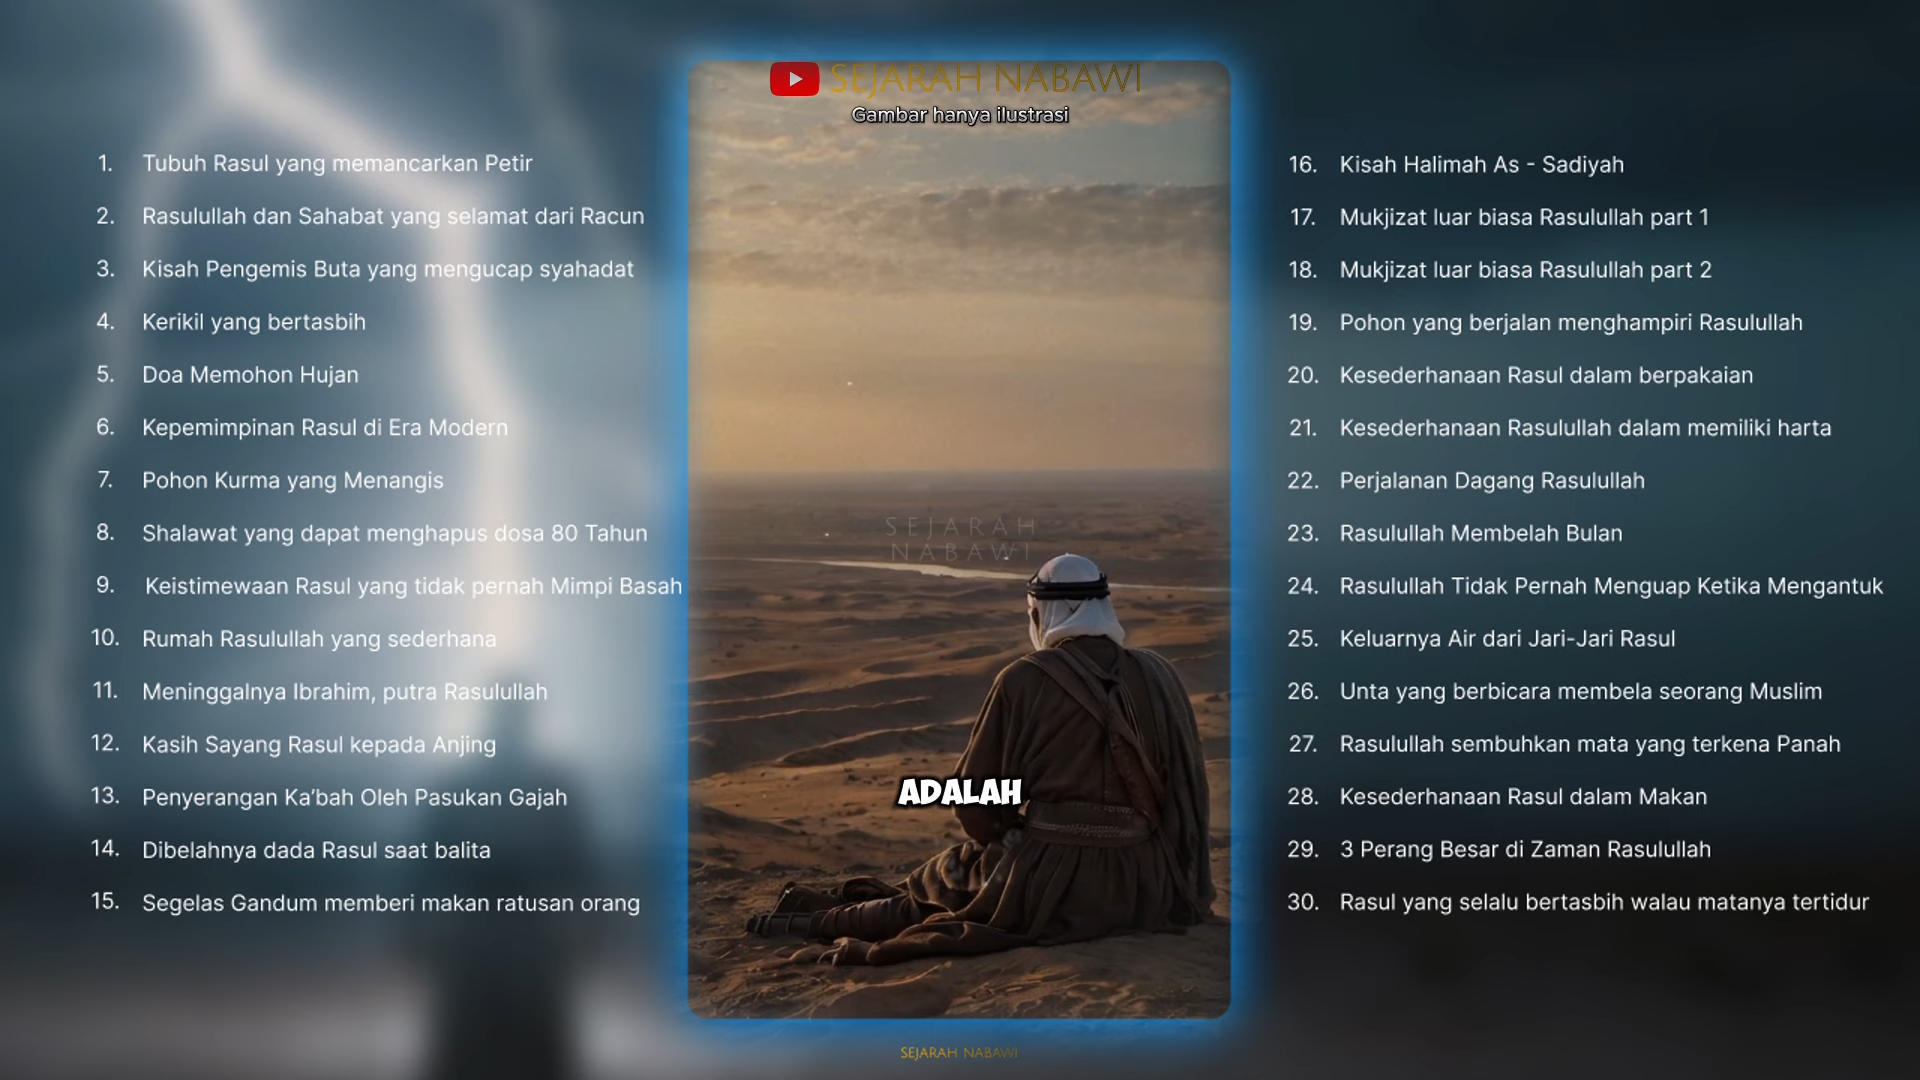 SEJARAH NABAWI
Gambar hanya ilustrasi
1. Tubuh Rasul yang memancarkan Petir
2. Rasulullah dan Sahabat yang selamat dari Racun
3. Kisah Pengemis Buta yang mengucap syahadat
4. Kerikil yang bertasbih
5. Doa Memohon Hujan
6. Kepemimpinan Rasul di Era Modern
7. Pohon Kurma yang Menangis
8. Shalawat yang dapat menghapus dosa 80 Tahun
9. Keistimewaan Rasul yang tidak pernah Mimpi Basah
10. Rumah Rasulullah yang sederhana
11. Meninggalnya Ibrahim, putra Rasulullah
12. Kasih Sayang Rasul kepada Anjing
13. Penyerangan Ka’bah Oleh Pasukan Gajah
14. Dibelahnya dada Rasul saat balita
15. Segelas Gandum memberi makan ratusan orang
SEJARAH
NABAWI
ADALAH
16. Kisah Halimah As - Sadiyah
17. Mukjizat luar biasa Rasulullah part 1
18. Mukjizat luar biasa Rasulullah part 2
19. Pohon yang berjalan menghampiri Rasulullah
20. Kesederhanaan Rasul dalam berpakaian
21. Kesederhanaan Rasulullah dalam memiliki harta
22. Perjalanan Dagang Rasulullah
23. Rasulullah Membelah Bulan
24. Rasulullah Tidak Pernah Menguap Ketika Mengantuk
25. Keluarnya Air dari Jari-Jari Rasul
26. Unta yang berbicara membela seorang Muslim
27. Rasulullah sembuhkan mata yang terkena Panah
28. Kesederhanaan Rasul dalam Makan
29. 3 Perang Besar di Zaman Rasulullah
30. Rasul yang selalu bertasbih walau matanya tertidur
SEJARAH NABAWI